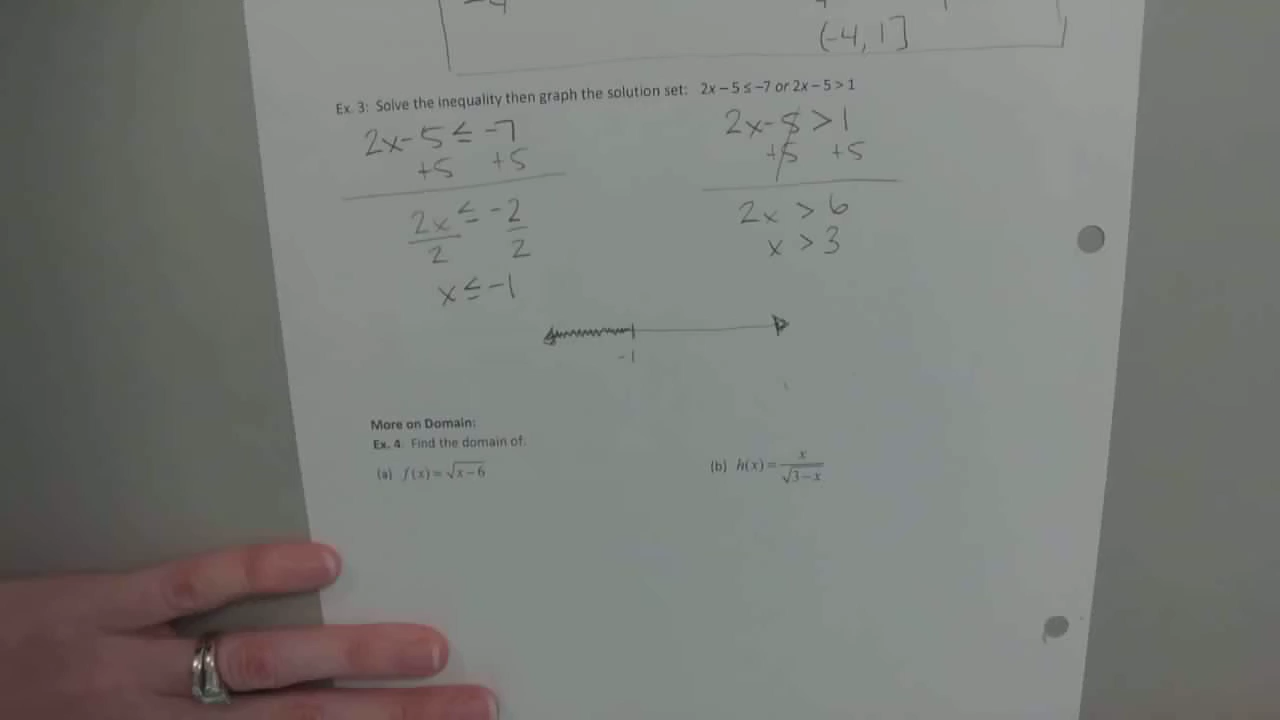 (-4, 1]
Ex. 3: Solve the inequality then graph the solution set: 2x – 5 ≤ –7 or 2x – 5 > 1
2x-5 ≤ -7
2x-5 > 1
+5 +5
+5 +5
2x ≤ -2
2x > 6
2 2
x > 3
x ≤ -1
-1
More on Domain:
Ex. 4 Find the domain of:
(a) f(x) = √x–6
(b) h(x) = x/√3–x